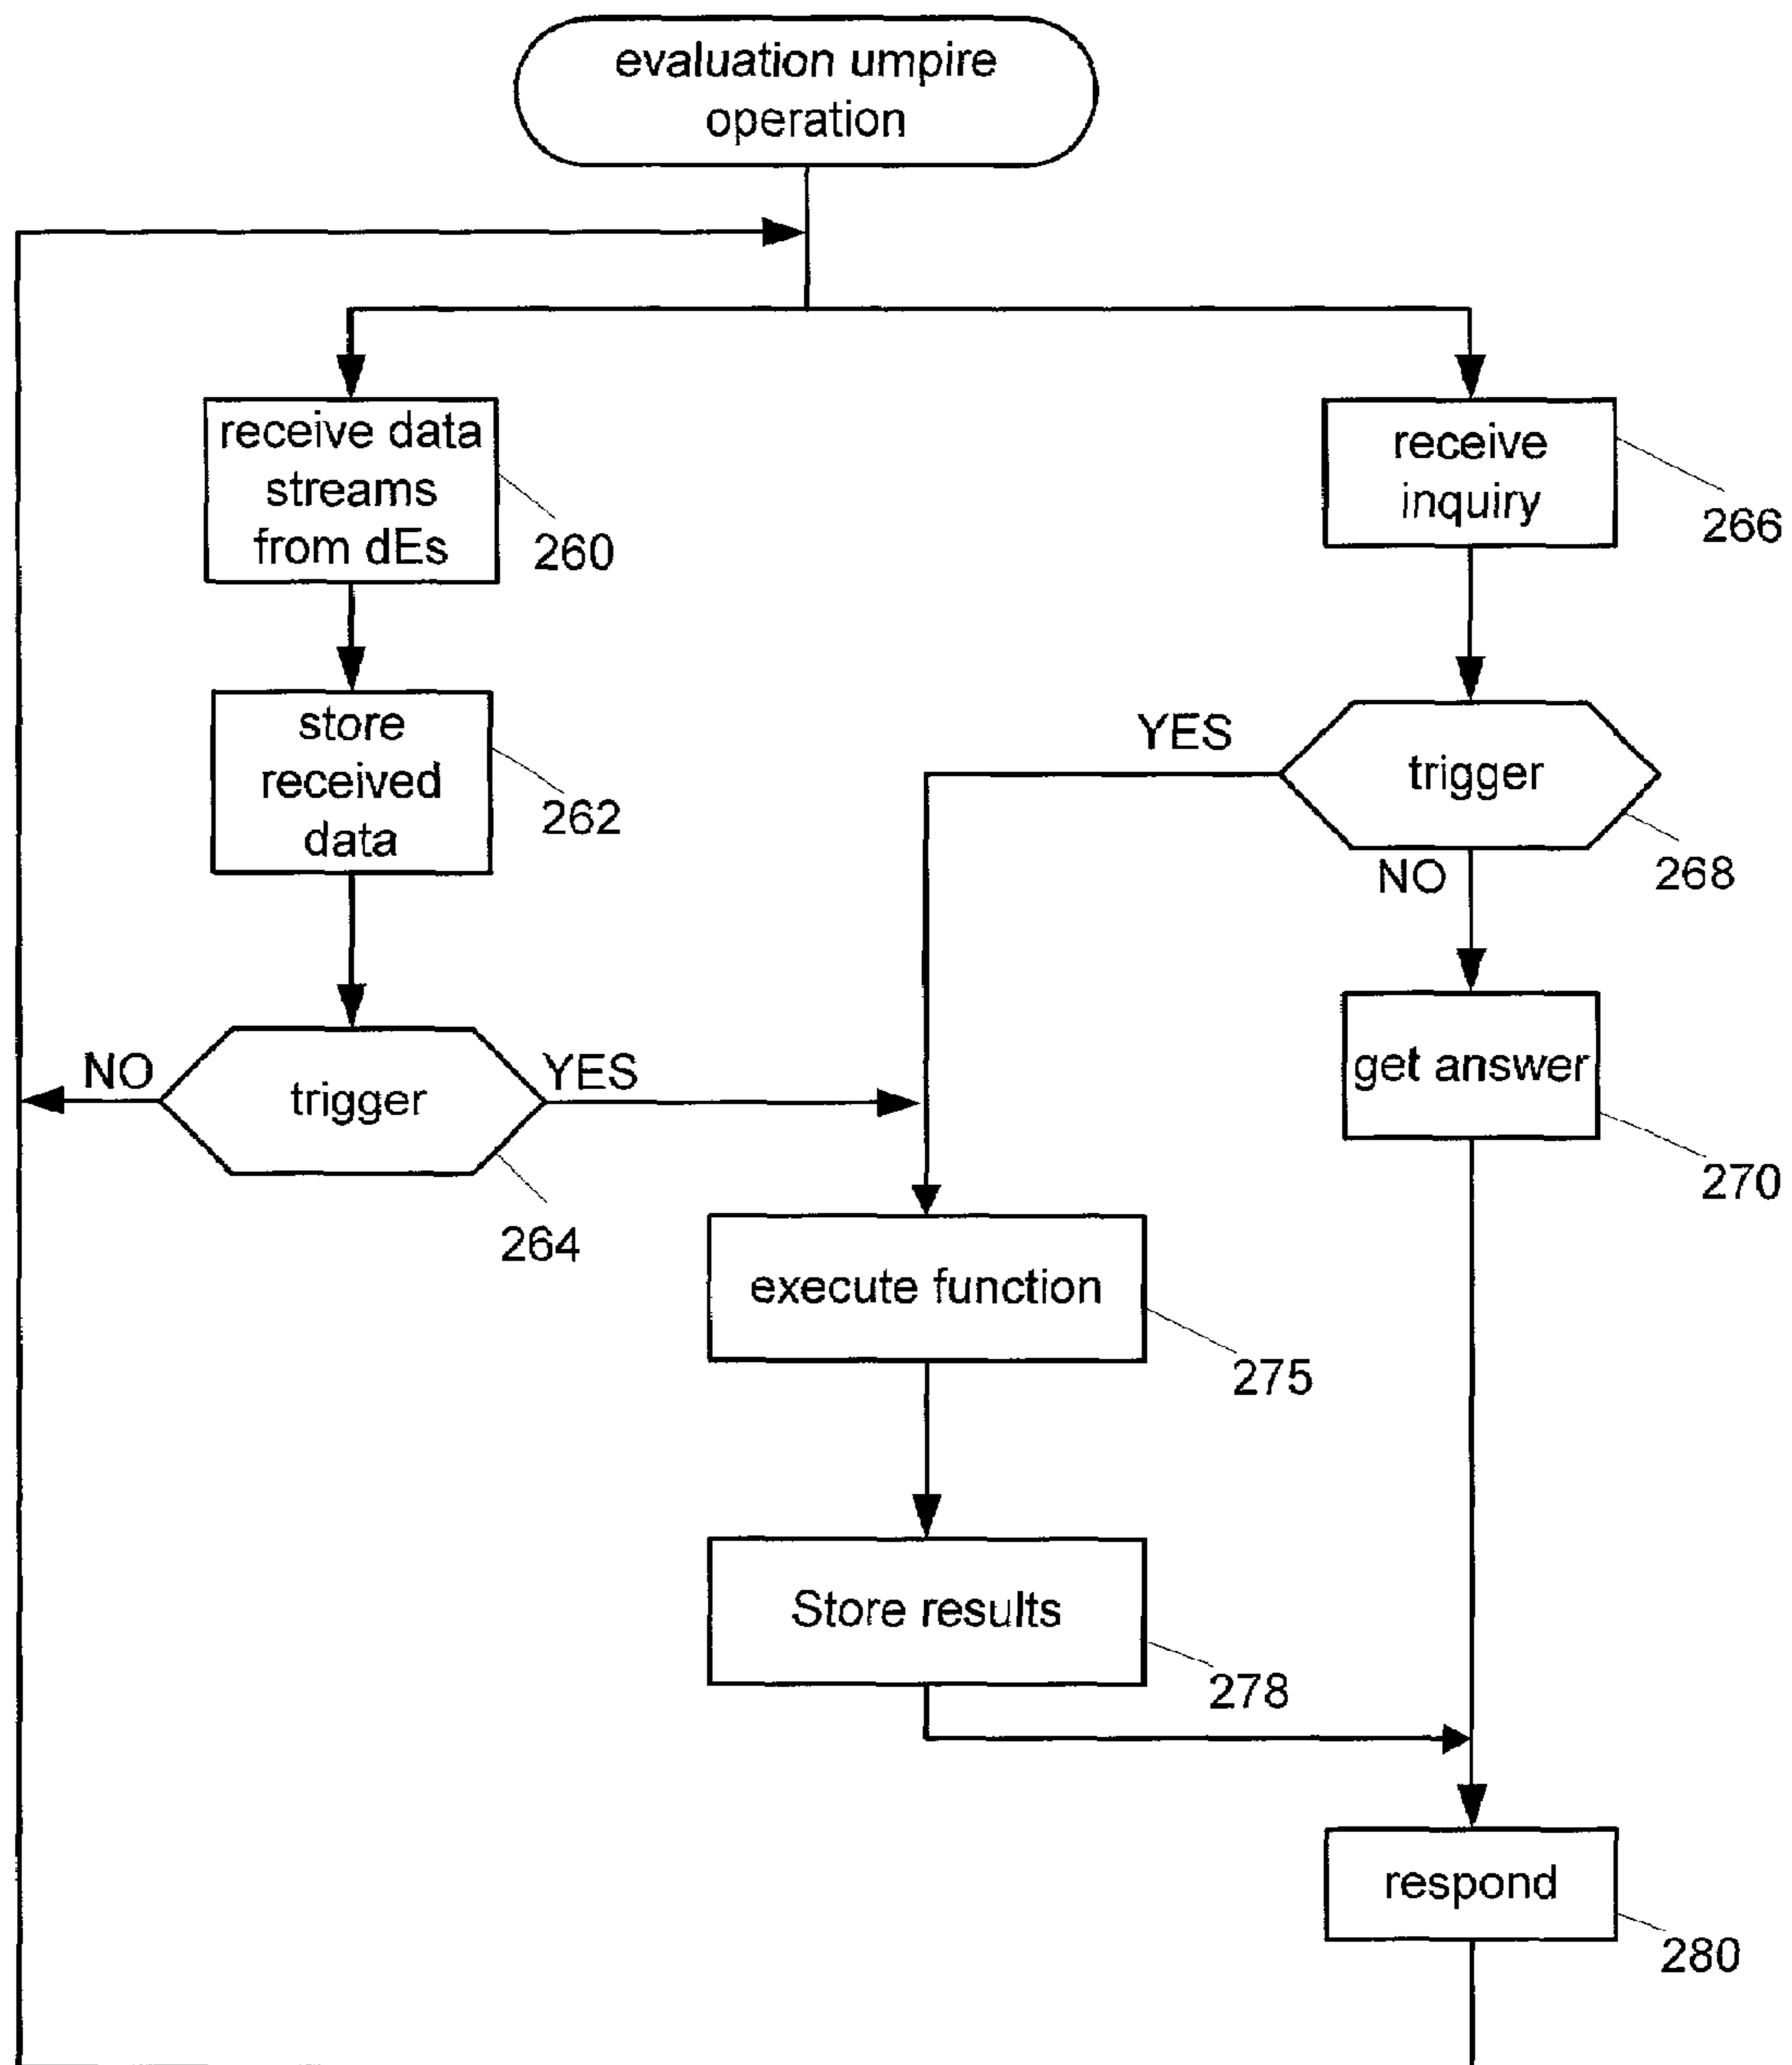 evaluation umpire
operation
receive data
streams
from dEs
260
receive
inquiry
266
store
received
data
262
YES
trigger
268
NO
NO
trigger
YES
264
get answer
270
execute function
275
Store results
278
respond
280